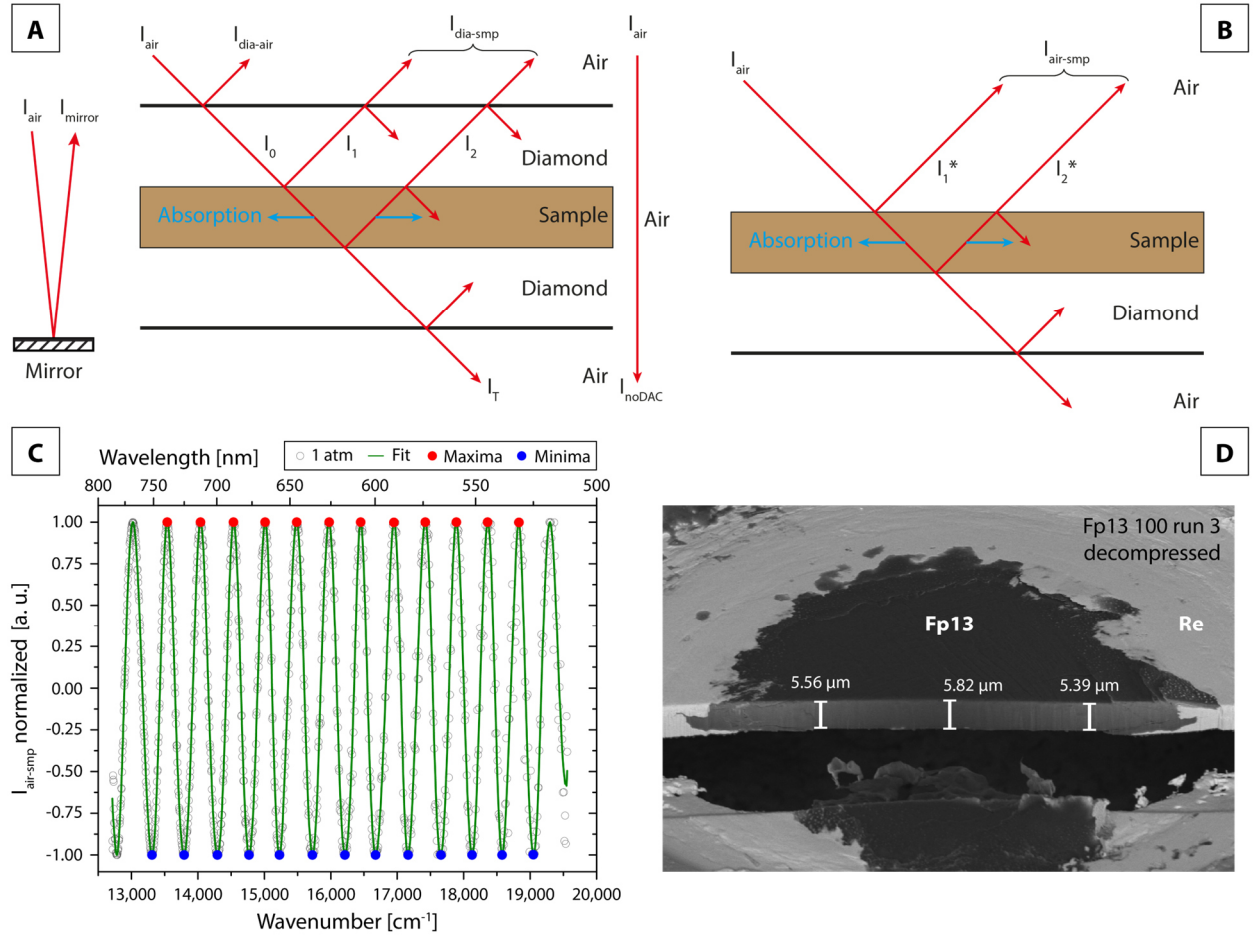 A
I_air
I_mirror
Mirror
I_air
I_dia-air
I_dia-smp
Air
I_0
I_1
I_2
Diamond
Absorption
Sample
Diamond
Air
I_T
I_air
Air
I_noDAC
B
I_air
I_air-smp
Air
I_1*
I_2*
Absorption
Sample
Diamond
Air
C
Wavelength [nm]
1 atm Fit Maxima Minima
800 750 700 650 600 550 500
I_air-smp normalized [a. u.]
1.00
0.75
0.50
0.25
0.00
-0.25
-0.50
-0.75
-1.00
13,000 14,000 15,000 16,000 17,000 18,000 19,000 20,000
Wavenumber [cm⁻¹]
D
Fp13 100 run 3
decompressed
Fp13
Re
5.56 µm
5.82 µm
5.39 µm